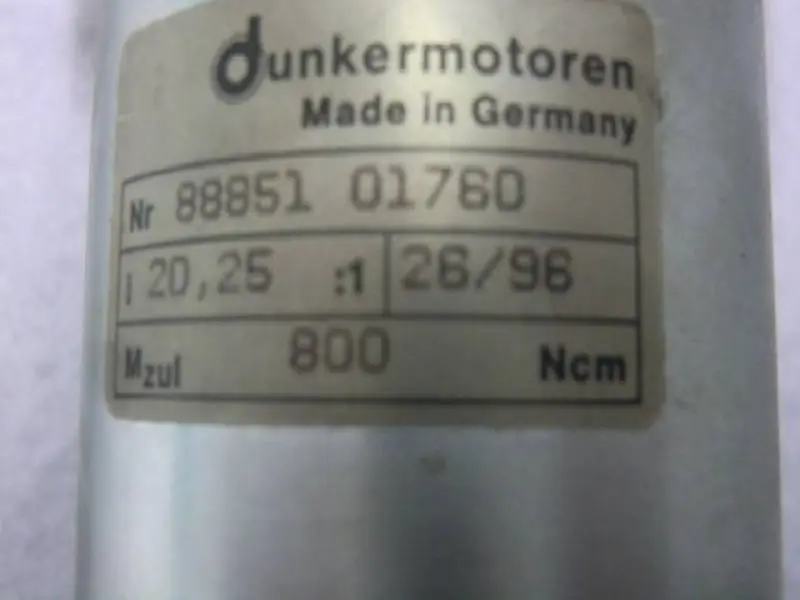 dunkermotoren
Made in Germany
Nr 88851 01760
i 20,25 :1 26/96
Mzul 800 Ncm